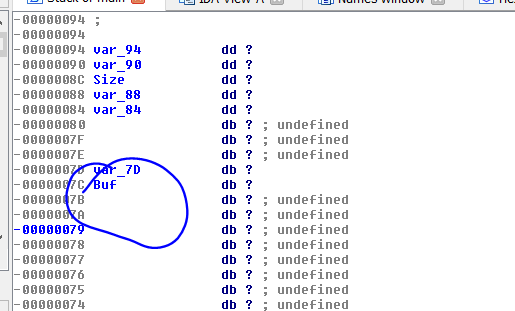 Stack of main IDA View-A Names window He
-00000094 ;
-00000094
-00000094 var_94 dd ?
-00000090 var_90 dd ?
-0000008C Size dd ?
-00000088 var_88 dd ?
-00000084 var_84 dd ?
-00000080 db ? ; undefined
-0000007F db ? ; undefined
-0000007E db ? ; undefined
-0000007D var_7D db ?
-0000007C Buf db ?
-0000007B db ? ; undefined
-0000007A db ? ; undefined
-00000079 db ? ; undefined
-00000078 db ? ; undefined
-00000077 db ? ; undefined
-00000076 db ? ; undefined
-00000075 db ? ; undefined
-00000074 db ? ; undefined